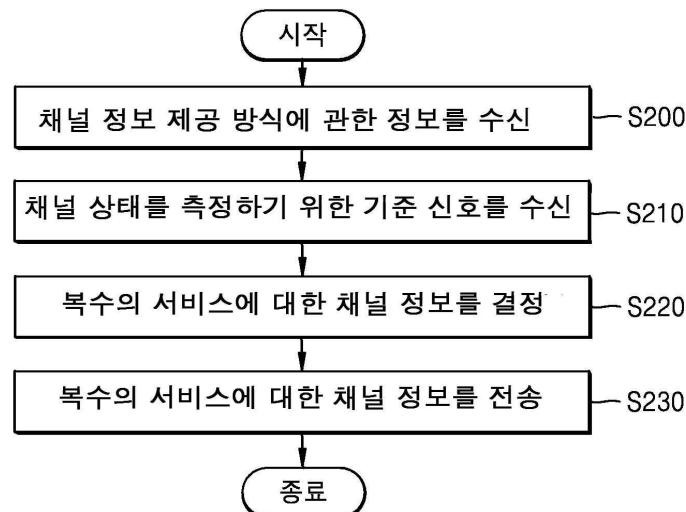 시작
채널 정보 제공 방식에 관한 정보를 수신
S200
채널 상태를 측정하기 위한 기준 신호를 수신
S210
복수의 서비스에 대한 채널 정보를 결정
S220
복수의 서비스에 대한 채널 정보를 전송
S230
종료